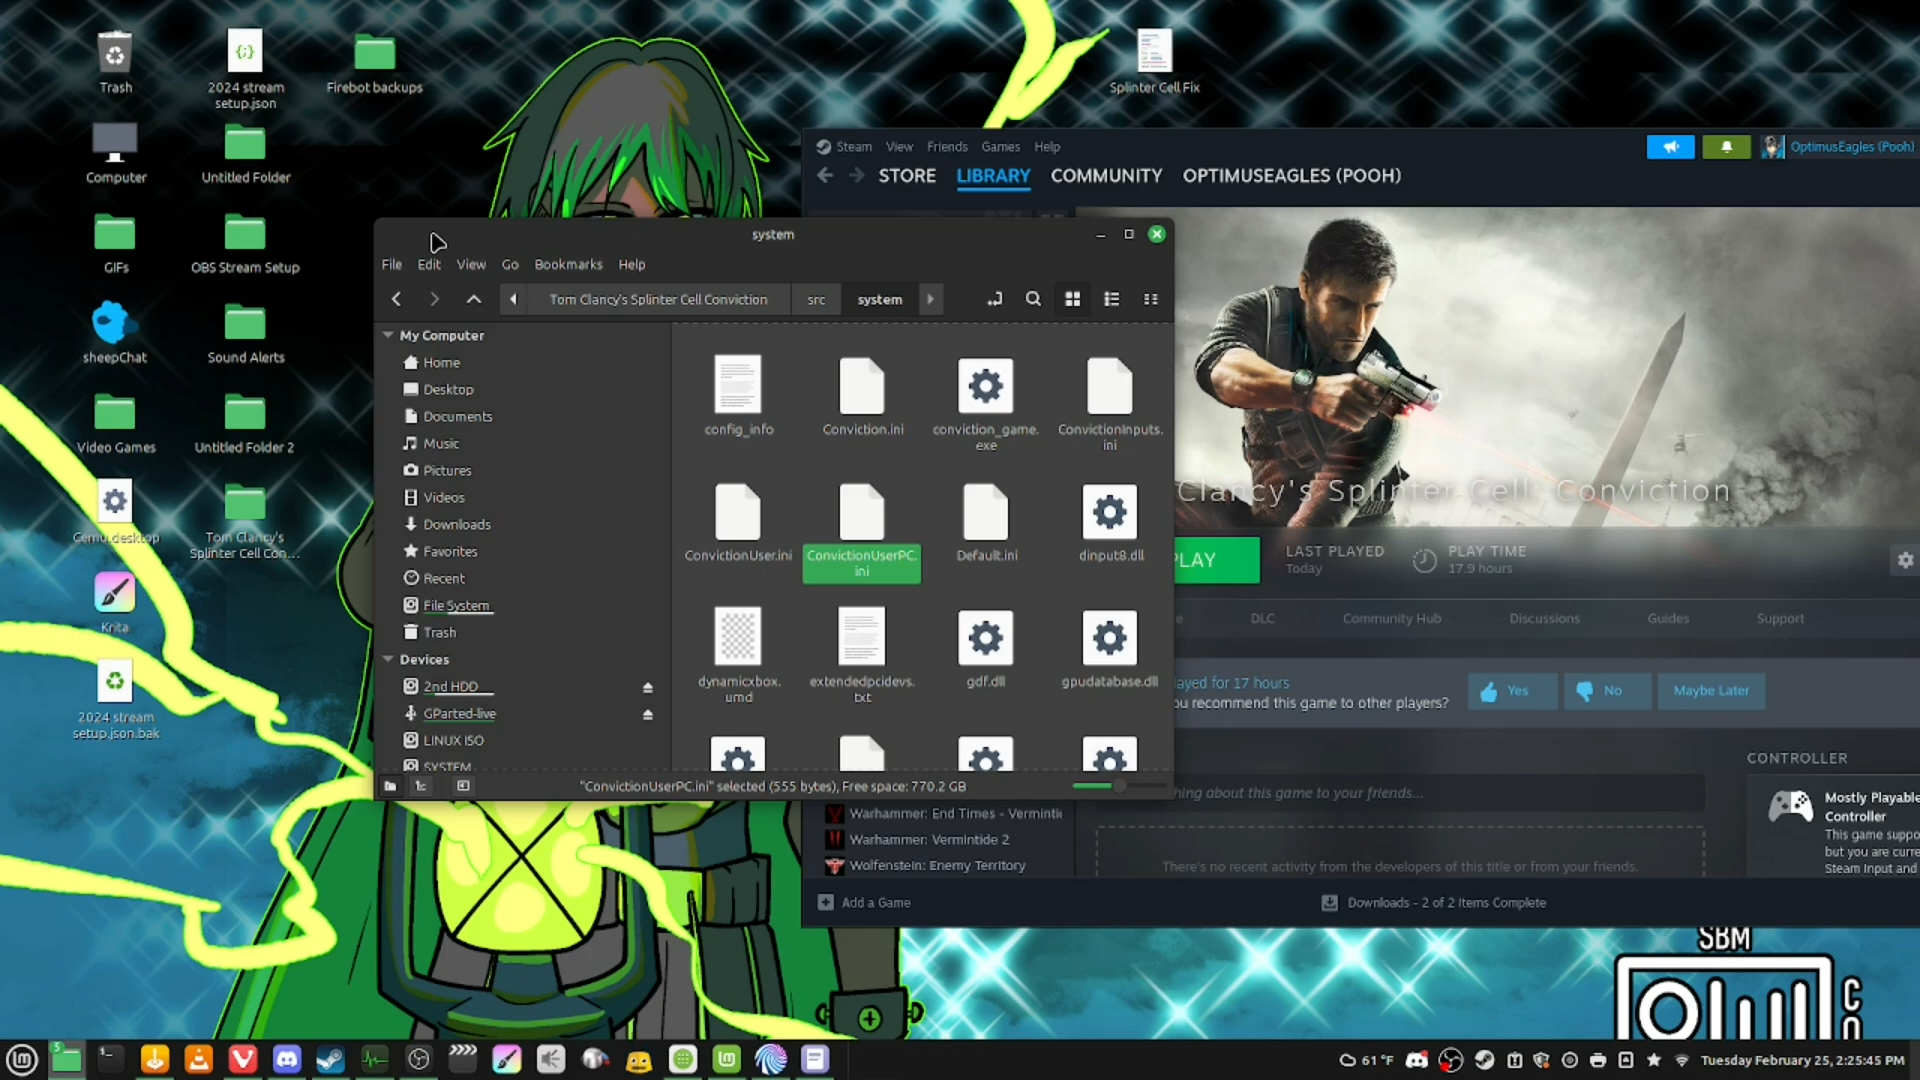 Trash
2024 stream
setup.json
Firebot backups
Splinter Cell Fix
Computer
Untitled Folder
GIFs
OBS Stream Setup
sheepChat
Sound Alerts
Video Games
Untitled Folder 2
Cemu.desktop
Tom Clancy's
Splinter Cell Con...
Krita
2024 stream
setup.json.bak
Steam View Friends Games Help
OptimusEagles (Pooh)
STORE LIBRARY COMMUNITY OPTIMUSEAGLES (POOH)
system
File Edit View Go Bookmarks Help
Tom Clancy's Splinter Cell Conviction src system
My Computer
Home
Desktop
Documents
Music
Pictures
Videos
Downloads
Favorites
Recent
File System
Trash
Devices
2nd HDD
GParted-live
LINUX ISO
SYSTEM
config_info
Conviction.ini
conviction_game.
exe
ConvictionInputs.
ini
ConvictionUser.ini
ConvictionUserPC.
ini
Default.ini
dinput8.dll
dynamicxbox.
umd
extendedpcidevs.
txt
gdf.dll
gpudatabase.dll
"ConvictionUserPC.ini" selected (555 bytes), Free space: 770.2 GB
Clancy's Splinter Cell: Conviction
LAY
LAST PLAYED
Today
PLAY TIME
17.9 hours
e DLC Community Hub Discussions Guides Support
ayed for 17 hours
ou recommend this game to other players?
Yes No Maybe Later
CONTROLLER
hing about this game to your friends...
Mostly Playable
Controller
This game suppo
but you are curre
Steam Input and
There's no recent activity from the developers of this title or from your friends.
Warhammer: End Times - Verminti
Warhammer: Vermintide 2
Wolfenstein: Enemy Territory
Add a Game
Downloads - 2 of 2 Items Complete
SBM
5
61 °F
Tuesday February 25, 2:25:45 PM